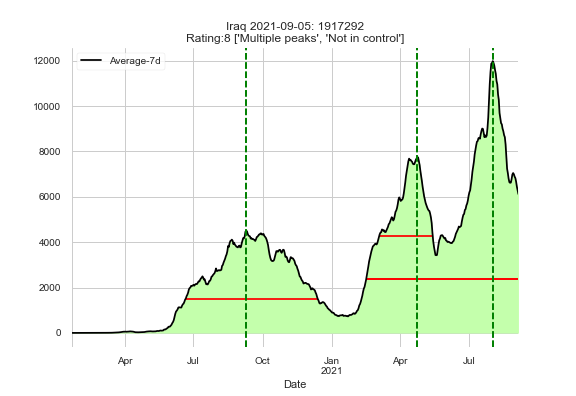 Iraq 2021-09-05: 1917292
Rating:8 ['Multiple peaks', 'Not in control']
Average-7d
12000
10000
8000
6000
4000
2000
0
Apr Jul Oct Jan Apr Jul
2021
Date